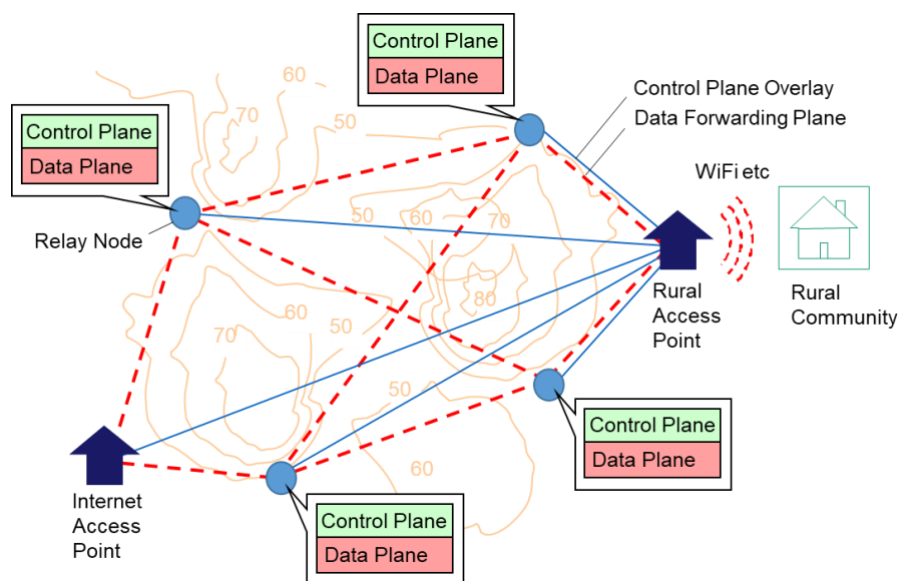 Control Plane
Data Plane
Control Plane Overlay
Data Forwarding Plane
60
70
60
50
Control Plane
Data Plane
WiFi etc
Relay Node
50
60
70
80
Rural
Access
Point
Rural
Community
60
70
50
50
60
Control Plane
Data Plane
Internet
Access
Point
Control Plane
Data Plane